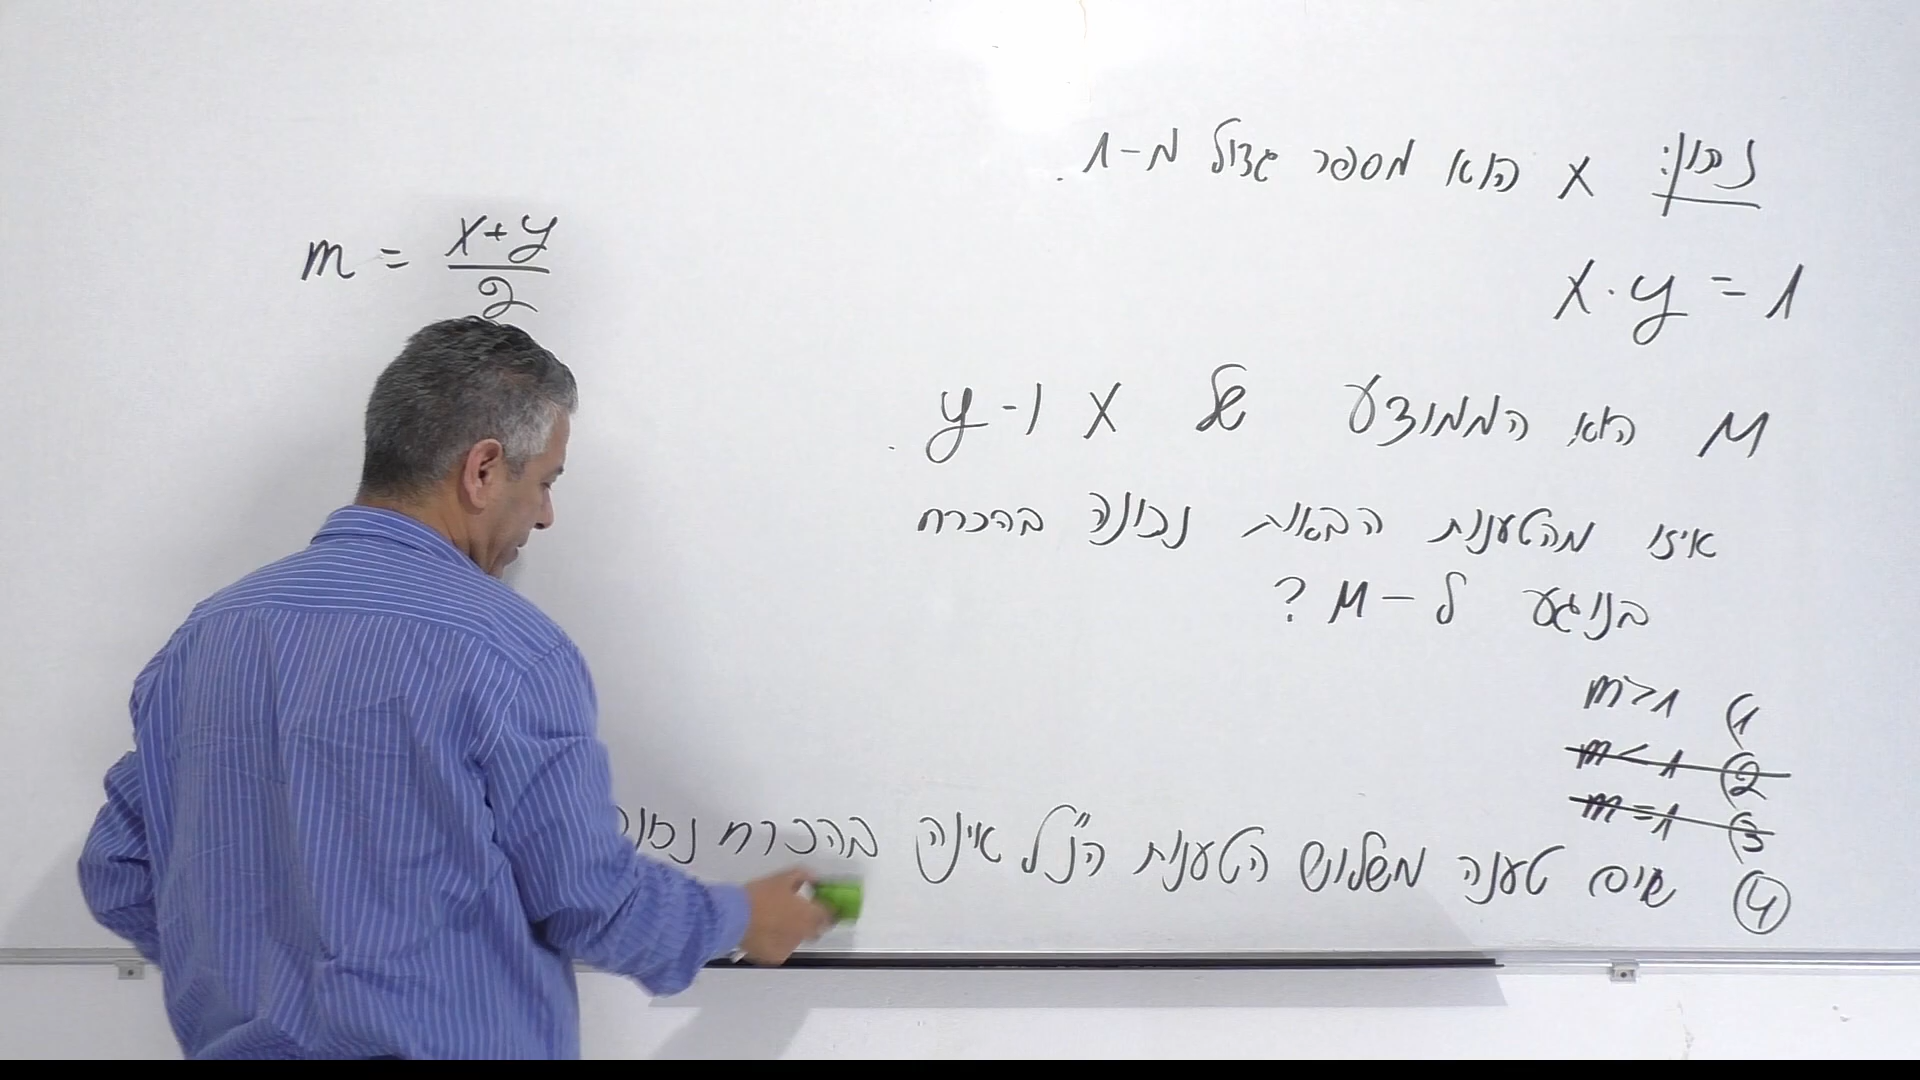 נתון: x הוא מספר גדול מ-1.
x · y = 1
M הוא הממוצע של x ו-y.
איזו מהטענות הבאות נכונה בהכרח
בנוגע ל-M?
(1 m>1
(2 m<1
(3 m=1
(4 שום טענה משלוש הטענות הנ"ל אינה בהכרח
m = x+y
2